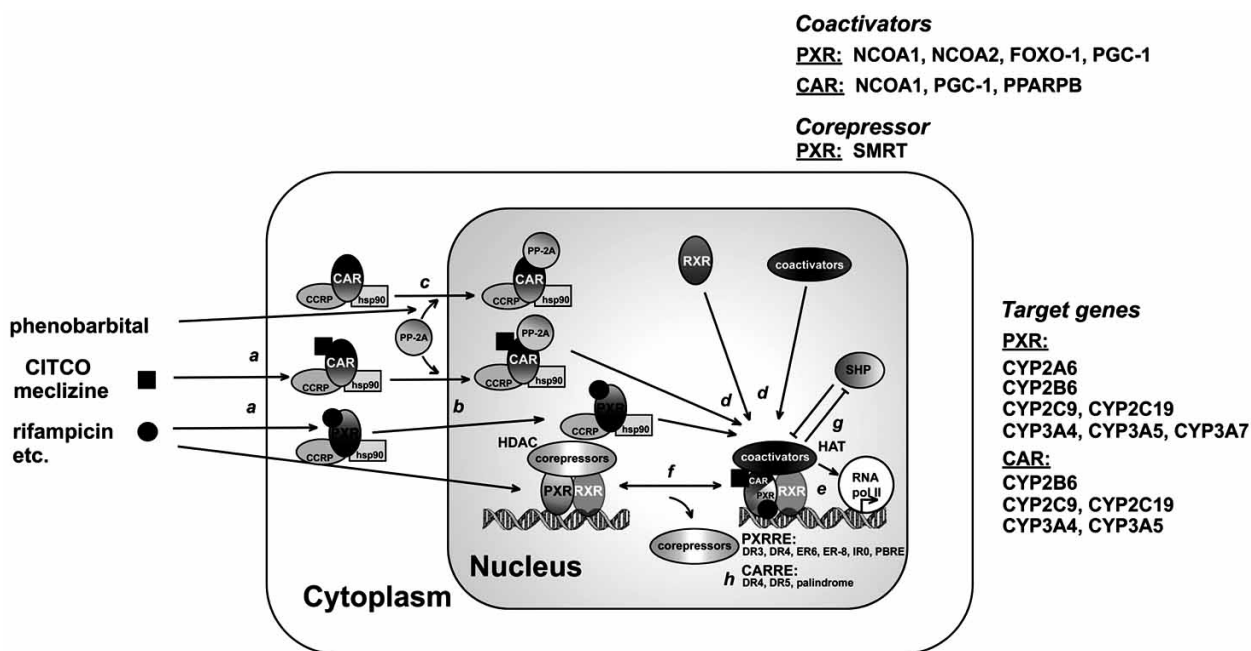 Coactivators
PXR: NCOA1, NCOA2, FOXO-1, PGC-1
CAR: NCOA1, PGC-1, PPARPB
Corepressor
PXR: SMRT
phenobarbital
CITCO
meclizine
rifampicin
etc.
a
a
CAR
CCRP
hsp90
c
PP-2A
CAR
CCRP
hsp90
PP-2A
CAR
CCRP
hsp90
PP-2A
CAR
CCRP
hsp90
PXR
CCRP
hsp90
b
PXR
CCRP
hsp90
RXR
coactivators
d
d
SHP
g
HDAC
corepressors
PXR
RXR
f
coactivators
HAT
CAR
PXR
RXR
e
RNA
pol II
corepressors
PXRRE:
DR3, DR4, ER6, ER-8, IR0, PBRE
h
CARRE:
DR4, DR5, palindrome
Nucleus
Cytoplasm
Target genes
PXR:
CYP2A6
CYP2B6
CYP2C9, CYP2C19
CYP3A4, CYP3A5, CYP3A7
CAR:
CYP2B6
CYP2C9, CYP2C19
CYP3A4, CYP3A5